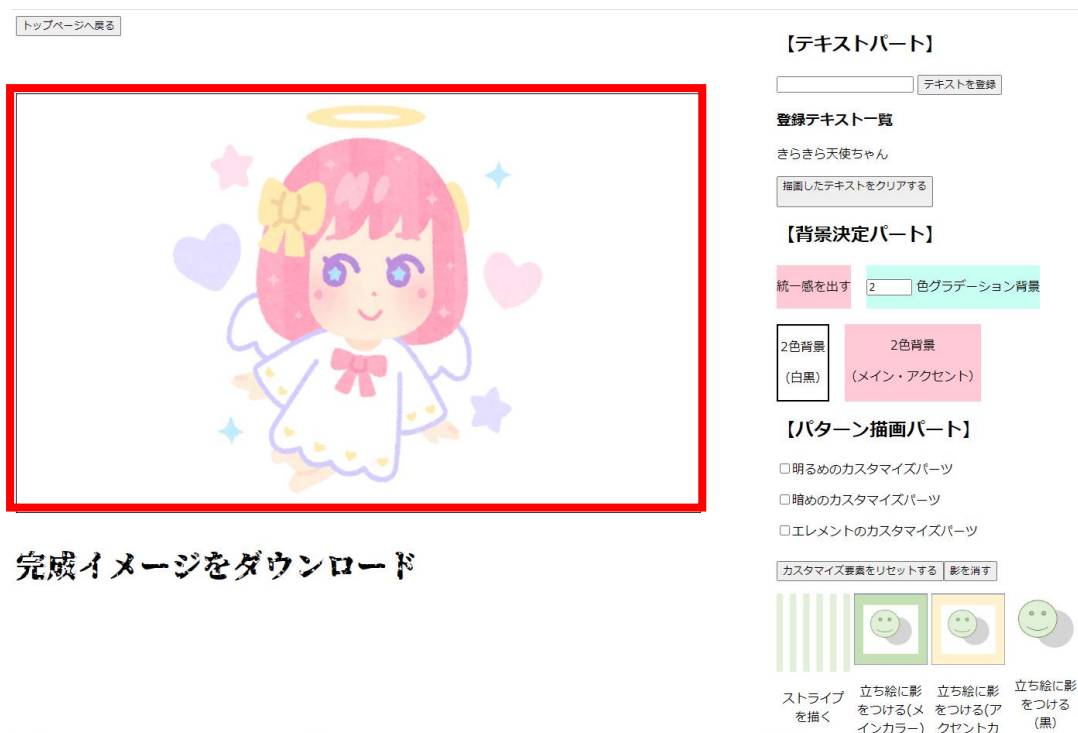 トップページへ戻る
【テキストパート】
テキストを登録
登録テキスト一覧
きらきら天使ちゃん
描画したテキストをクリアする
【背景決定パート】
統一感を出す
2 色グラデーション背景
2色背景
(白黒)
2色背景
(メイン・アクセント)
【パターン描画パート】
明るめのカスタマイズパーツ
暗めのカスタマイズパーツ
エレメントのカスタマイズパーツ
カスタマイズ要素をリセットする 影を消す
ストライプ
を描く
立ち絵に影
をつける(メ
インカラー)
立ち絵に影
をつける(ア
クセントカ
立ち絵に影
をつける
(黒)
完成イメージをダウンロード